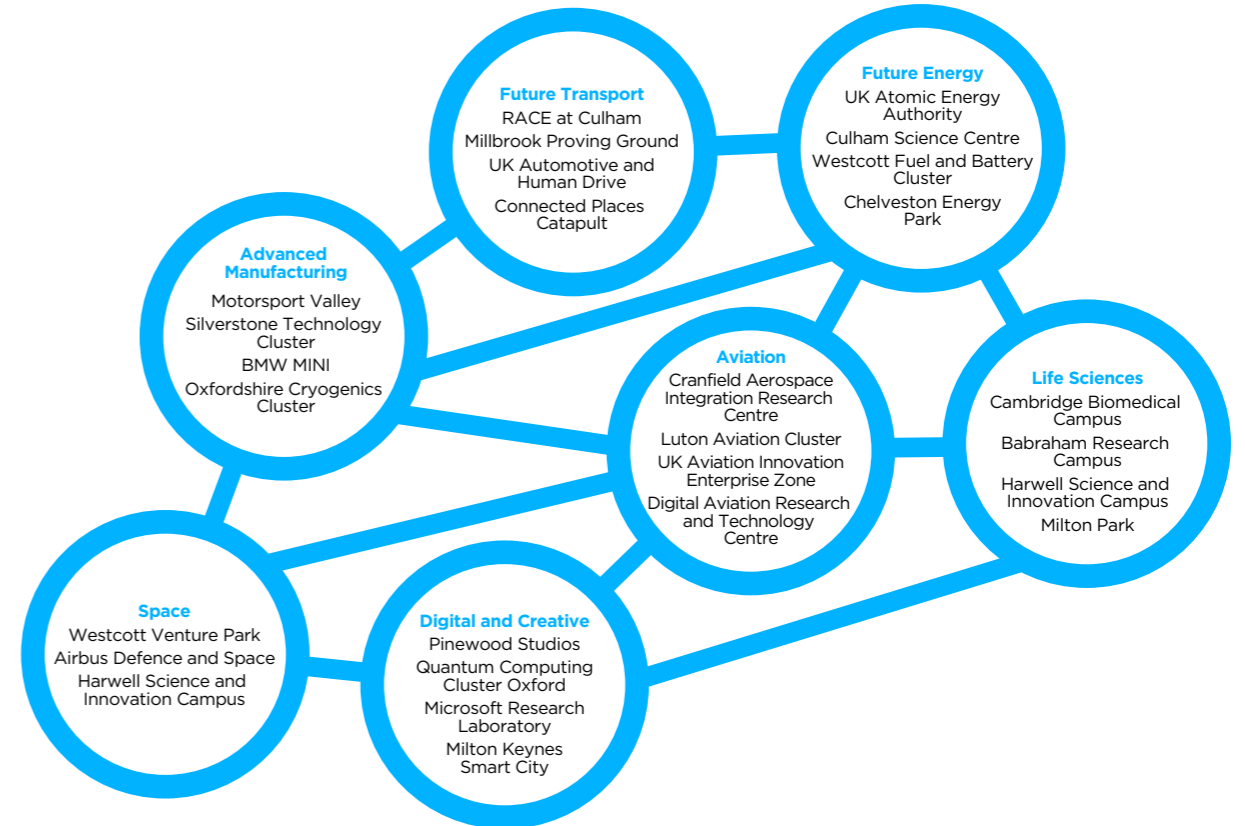 Future Transport
RACE at Culham
Millbrook Proving Ground
UK Automotive and
Human Drive
Connected Places
Catapult
Future Energy
UK Atomic Energy
Authority
Culham Science Centre
Westcott Fuel and Battery
Cluster
Chelveston Energy
Park
Advanced
Manufacturing
Motorsport Valley
Silverstone Technology
Cluster
BMW MINI
Oxfordshire Cryogenics
Cluster
Aviation
Cranfield Aerospace
Integration Research
Centre
Luton Aviation Cluster
UK Aviation Innovation
Enterprise Zone
Digital Aviation Research
and Technology
Centre
Life Sciences
Cambridge Biomedical
Campus
Babraham Research
Campus
Harwell Science and
Innovation Campus
Milton Park
Space
Westcott Venture Park
Airbus Defence and Space
Harwell Science and
Innovation Campus
Digital and Creative
Pinewood Studios
Quantum Computing
Cluster Oxford
Microsoft Research
Laboratory
Milton Keynes
Smart City